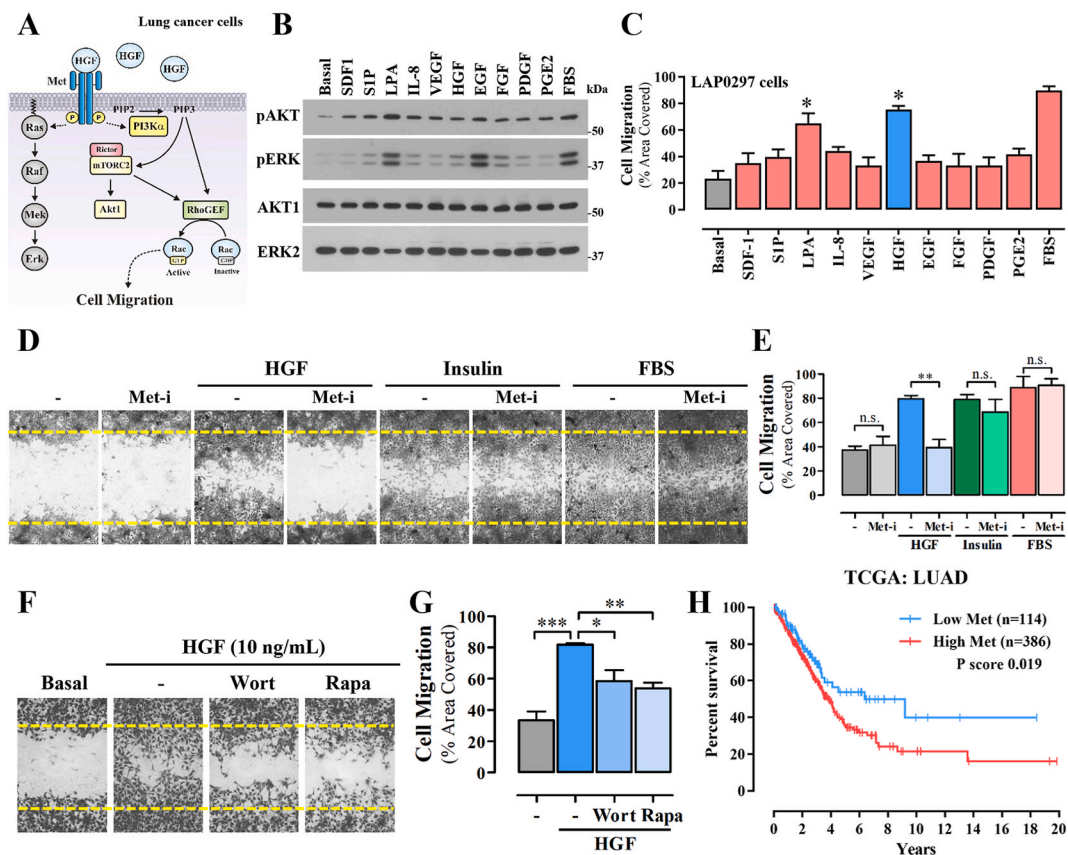 A
Lung cancer cells
HGF
HGF
HGF
Met
PIP2
PIP3
P
P
PI3Kα
Ras
Rictor
mTORC2
Raf
Akt1
RhoGEF
Mek
Rac
GTP
Rac
GDP
Erk
Active
Inactive
Cell Migration
B
Basal
SDF1
S1P
LPA
IL-8
VEGF
HGF
EGF
FGF
PDGF
PGE2
FBS
kDa
pAKT
-50
pERK
-37
AKT1
-50
ERK2
-37
C
LAP0297 cells
Cell Migration
(% Area Covered)
100
80
60
40
20
0
*
*
Basal
SDF-1
S1P
LPA
IL-8
VEGF
HGF
EGF
FGF
PDGF
PGE2
FBS
D
HGF Insulin FBS
- Met-i - Met-i - Met-i - Met-i
E
Cell Migration
(% Area Covered)
100
80
60
40
20
0
n.s.
**
n.s.
n.s.
- Met-i - Met-i - Met-i - Met-i
HGF Insulin FBS
F
HGF (10 ng/mL)
Basal - Wort Rapa
G
Cell Migration
(% Area Covered)
100
80
60
40
20
0
***
*
**
- - Wort Rapa
HGF
H
TCGA: LUAD
Percent survival
100
80
60
40
20
0
Low Met (n=114)
High Met (n=386)
P score 0.019
0 2 4 6 8 10 12 14 16 18 20
Years